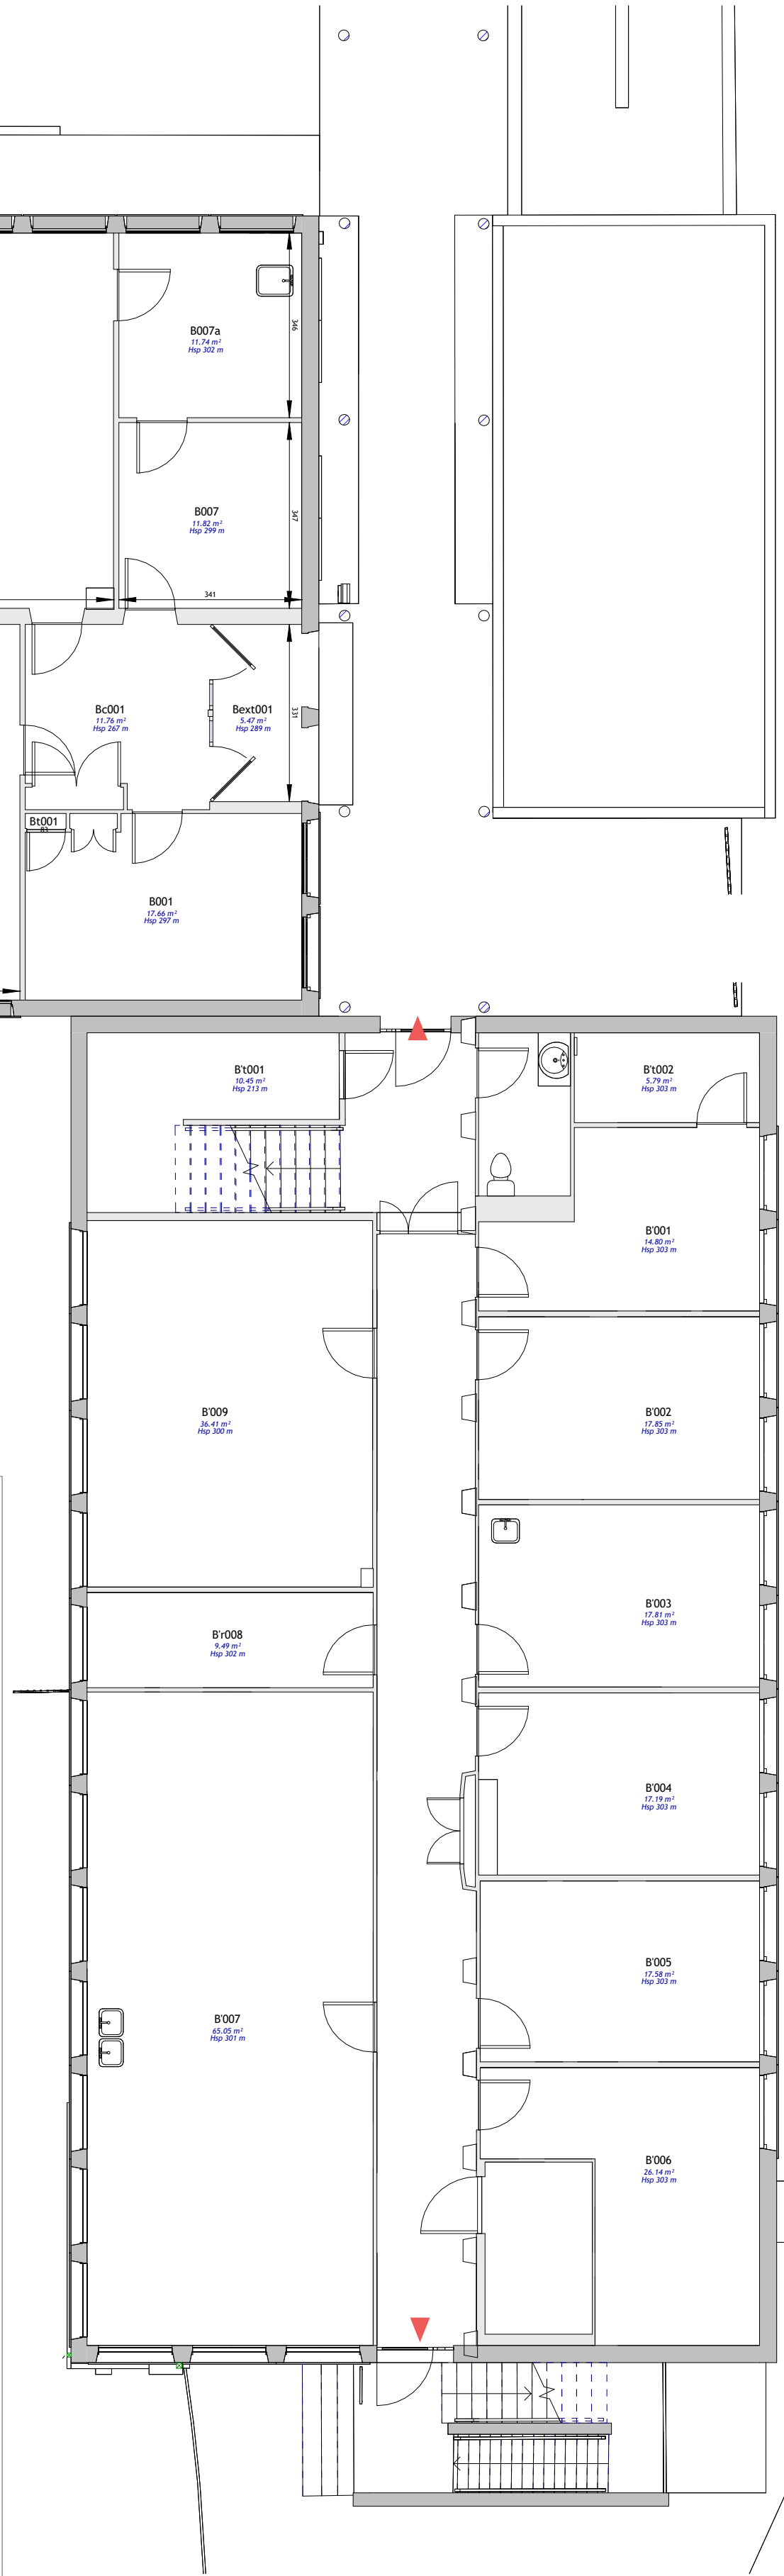 B007a
11.74 m²
Hsp 302 m
346
B007
11.82 m²
Hsp 299 m
347
341
Bc001
11.76 m²
Hsp 267 m
Bext001
5.47 m²
Hsp 289 m
331
Bt001
83
B001
17.66 m²
Hsp 297 m
B't001
10.45 m²
Hsp 213 m
B't002
5.79 m²
Hsp 303 m
B'001
14.80 m²
Hsp 303 m
B'009
36.41 m²
Hsp 300 m
B'002
17.85 m²
Hsp 303 m
B'003
17.81 m²
Hsp 303 m
B'r008
9.49 m²
Hsp 302 m
B'004
17.19 m²
Hsp 303 m
B'005
17.58 m²
Hsp 303 m
B'007
65.05 m²
Hsp 301 m
B'006
26.14 m²
Hsp 303 m